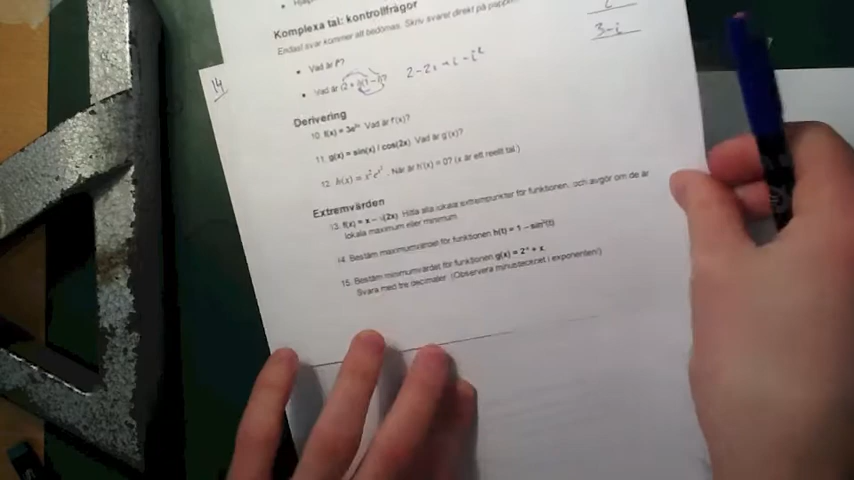 Komplexa tal: kontrollfrågor
Endast svar kommer att bedömas. Skriv svaret direkt på
i
3-i
Vad är
Vad är (2 + i)(1 - i)? 2-2i+i-i²
14
Derivering
10. f(x) = Vad är f'(x)?
11. g(x) = sin(x) / cos(2x) Vad är g'(x)?
12. När är h'(x) = 0? (x är ett reellt tal.)
Extremvärden
13. f(x) = x - √(2x) Hitta alla lokala extrempunkter för funktionen, och avgör om de är
lokala maximum eller minimum.
14. Bestäm maximumvärdet för funktionen h(t) = 1 - sin²(t)
15. Bestäm minimumvärdet för funktionen g(x) = 2⁻ˣ + x
Svara med tre decimaler. (Observera minustecknet i exponenten!)